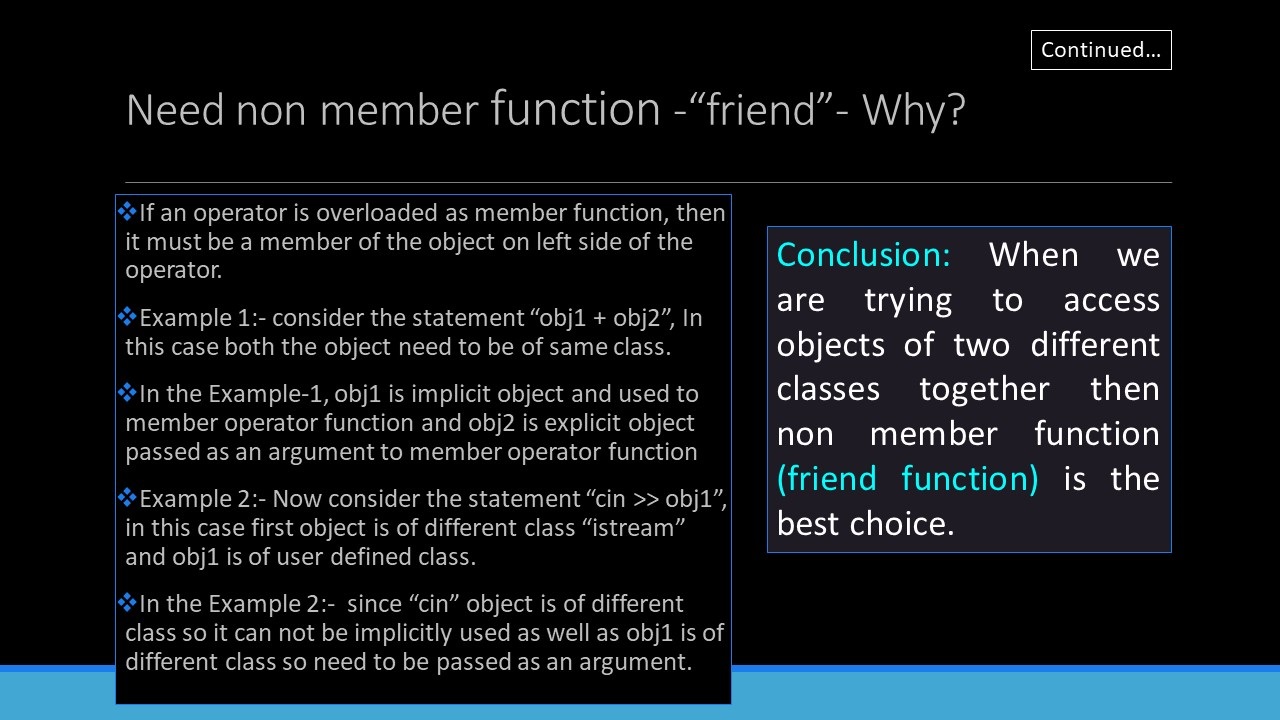 Continued…
Need non member function -“friend”- Why?
❖If an operator is overloaded as member function, then
it must be a member of the object on left side of the
operator.
❖Example 1:- consider the statement “obj1 + obj2”, In
this case both the object need to be of same class.
❖In the Example-1, obj1 is implicit object and used to
member operator function and obj2 is explicit object
passed as an argument to member operator function
❖Example 2:- Now consider the statement “cin >> obj1”,
in this case first object is of different class “istream”
and obj1 is of user defined class.
❖In the Example 2:- since “cin” object is of different
class so it can not be implicitly used as well as obj1 is of
different class so need to be passed as an argument.
Conclusion: When we
are trying to access
objects of two different
classes together then
non member function
(friend function) is the
best choice.